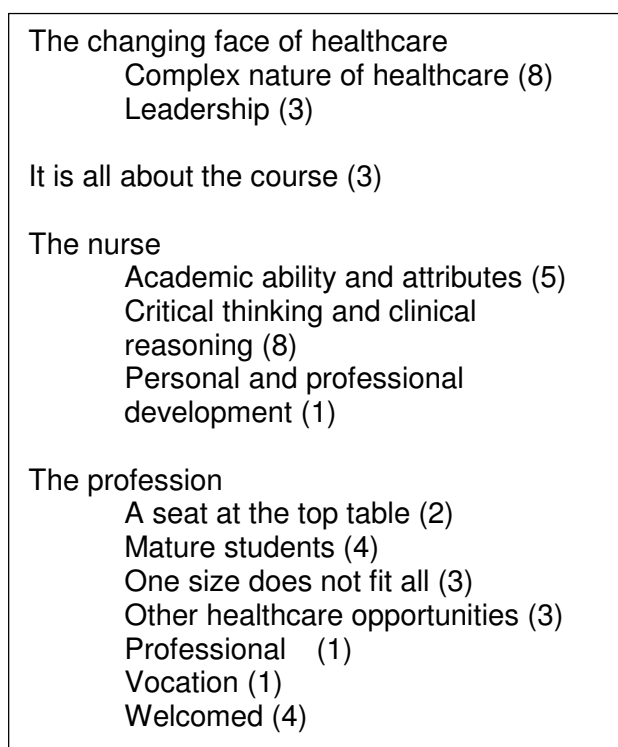 The changing face of healthcare
Complex nature of healthcare (8)
Leadership (3)
It is all about the course (3)
The nurse
Academic ability and attributes (5)
Critical thinking and clinical
reasoning (8)
Personal and professional
development (1)
The profession
A seat at the top table (2)
Mature students (4)
One size does not fit all (3)
Other healthcare opportunities (3)
Professional (1)
Vocation (1)
Welcomed (4)